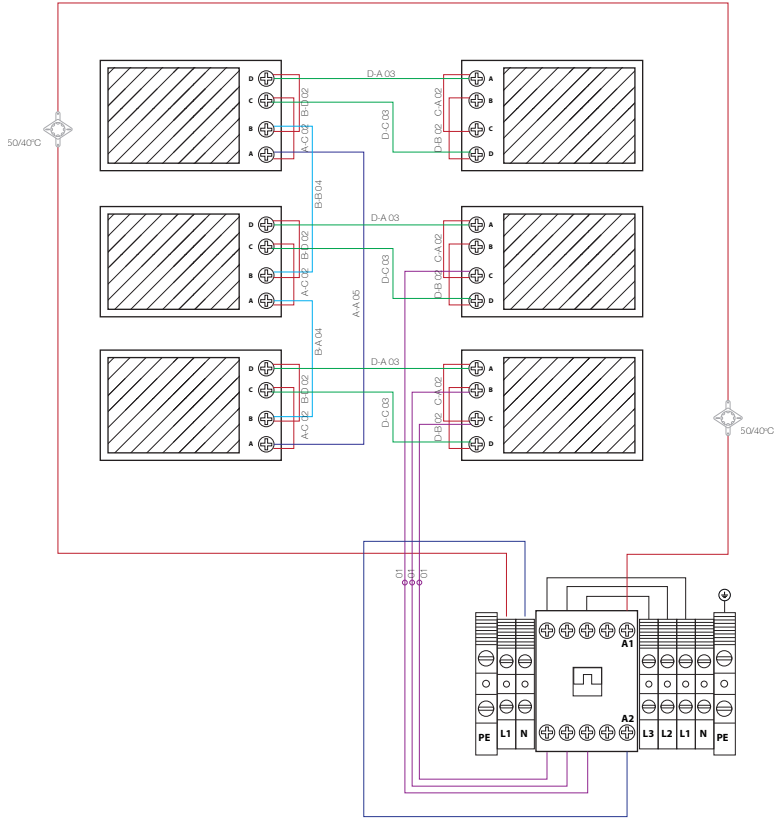 D-A 03
D A
C B
B C
A D
B-D 02
A-C 02
D-C 03
C-A 02
D-B 02
50/40°C
B-B 04
D-A 03
D A
C B
B C
A D
B-D 02
A-C 02
D-C 03
C-A 02
D-B 02
A-A 05
B-A 04
D-A 03
D A
C B
B C
A D
B-D 02
A-C 02
D-C 03
C-A 02
D-B 02
50/40°C
01 01 01
A1
A2
PE L1 N L3 L2 L1 N PE